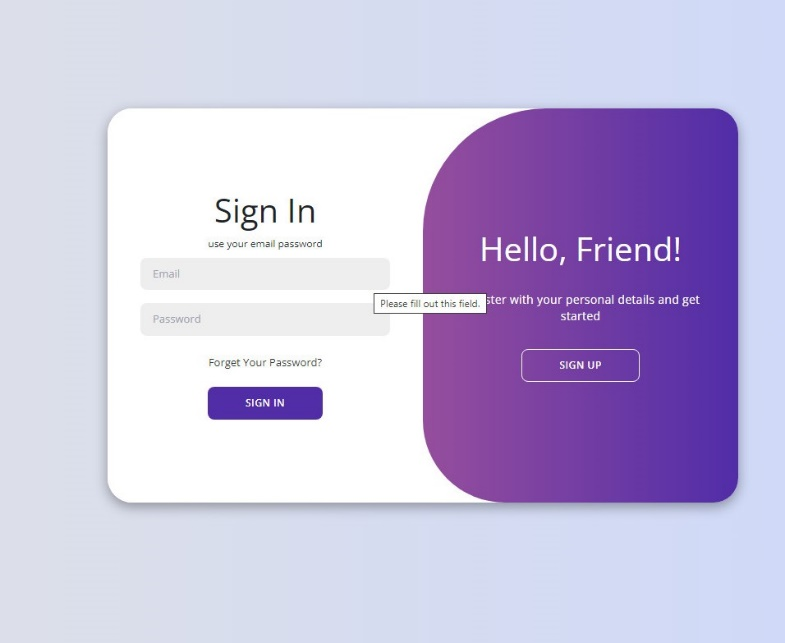 Sign In
use your email password
Email
Password
Forget Your Password?
SIGN IN
Please fill out this field.
Hello, Friend!
with your personal details and get
started
SIGN UP